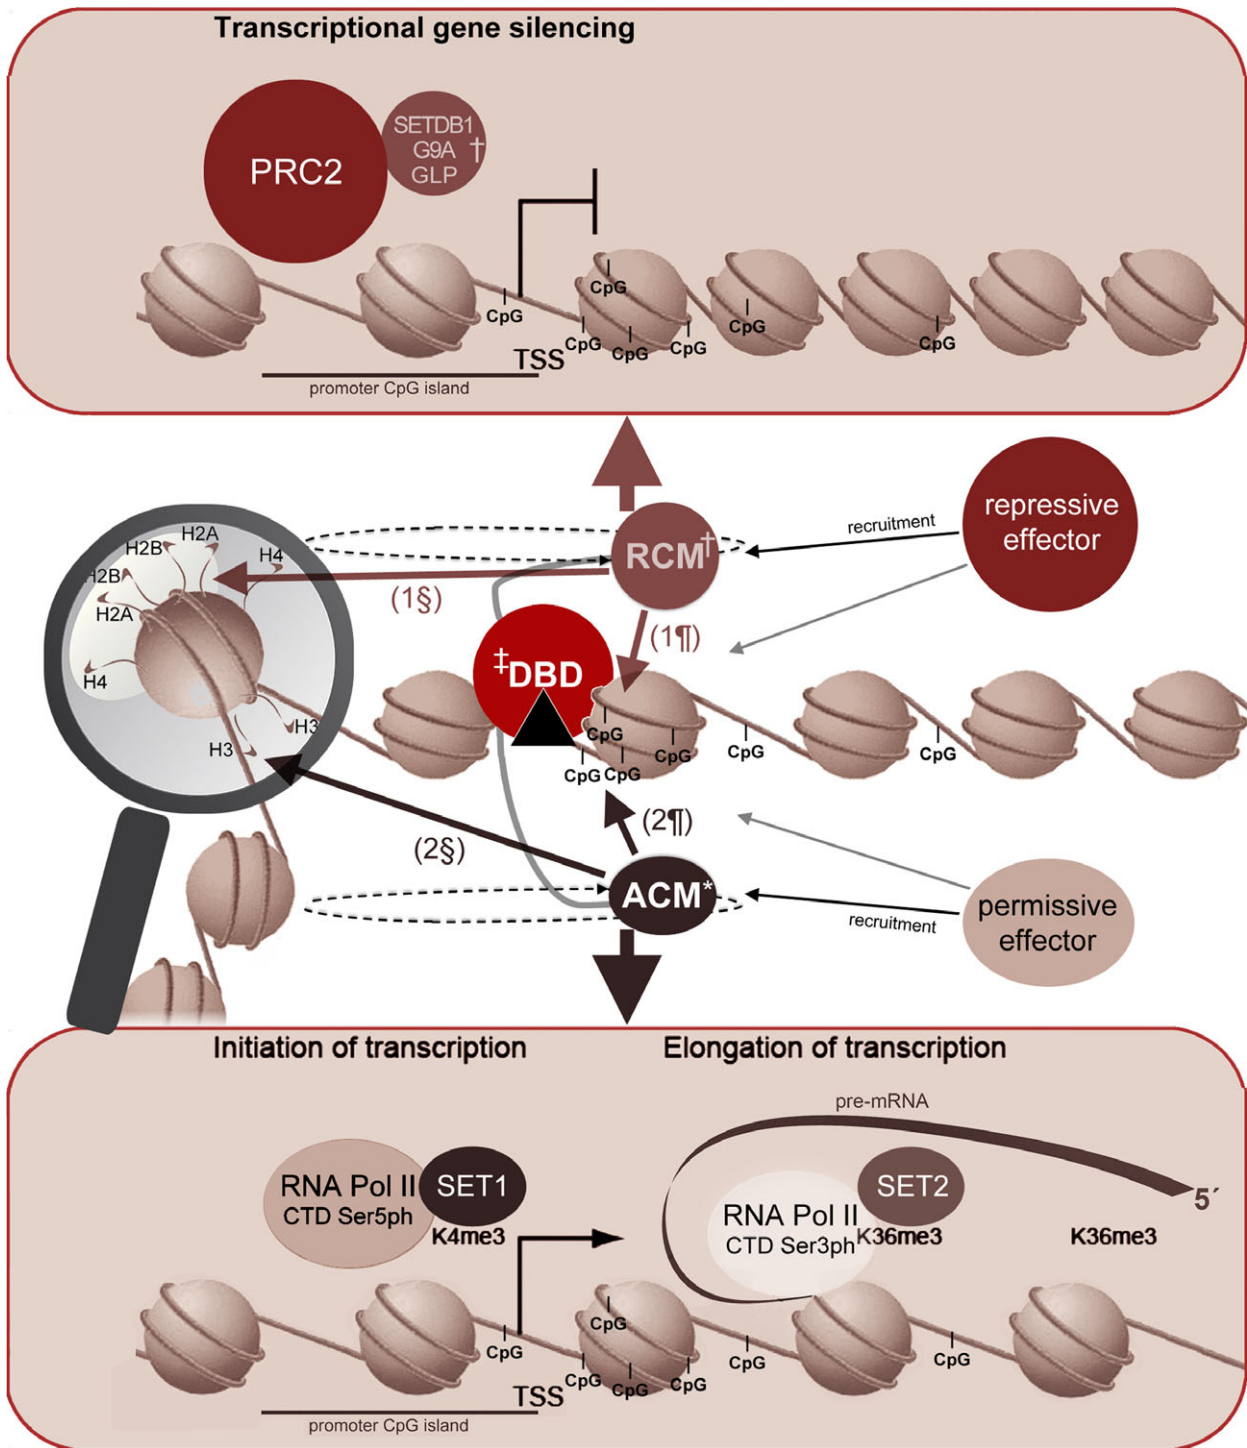 Transcriptional gene silencing
PRC2
SETDB1
G9A †
GLP
CpG
CpG
CpG
CpG
CpG
CpG
CpG
TSS
promoter CpG island
H2A
H2B
H4
H2B
H2A
H4
H3
H3
RCM†
recruitment
repressive
effector
(1§)
(1¶)
‡DBD
CpG
CpG
CpG
CpG
CpG
CpG
(2¶)
(2§)
ACM*
recruitment
permissive
effector
Initiation of transcription
Elongation of transcription
pre-mRNA
RNA Pol II
CTD Ser5ph
SET1
K4me3
SET2
RNA Pol II
CTD Ser3ph
K36me3
K36me3
5´
CpG
CpG
CpG
CpG
CpG
CpG
CpG
TSS
promoter CpG island